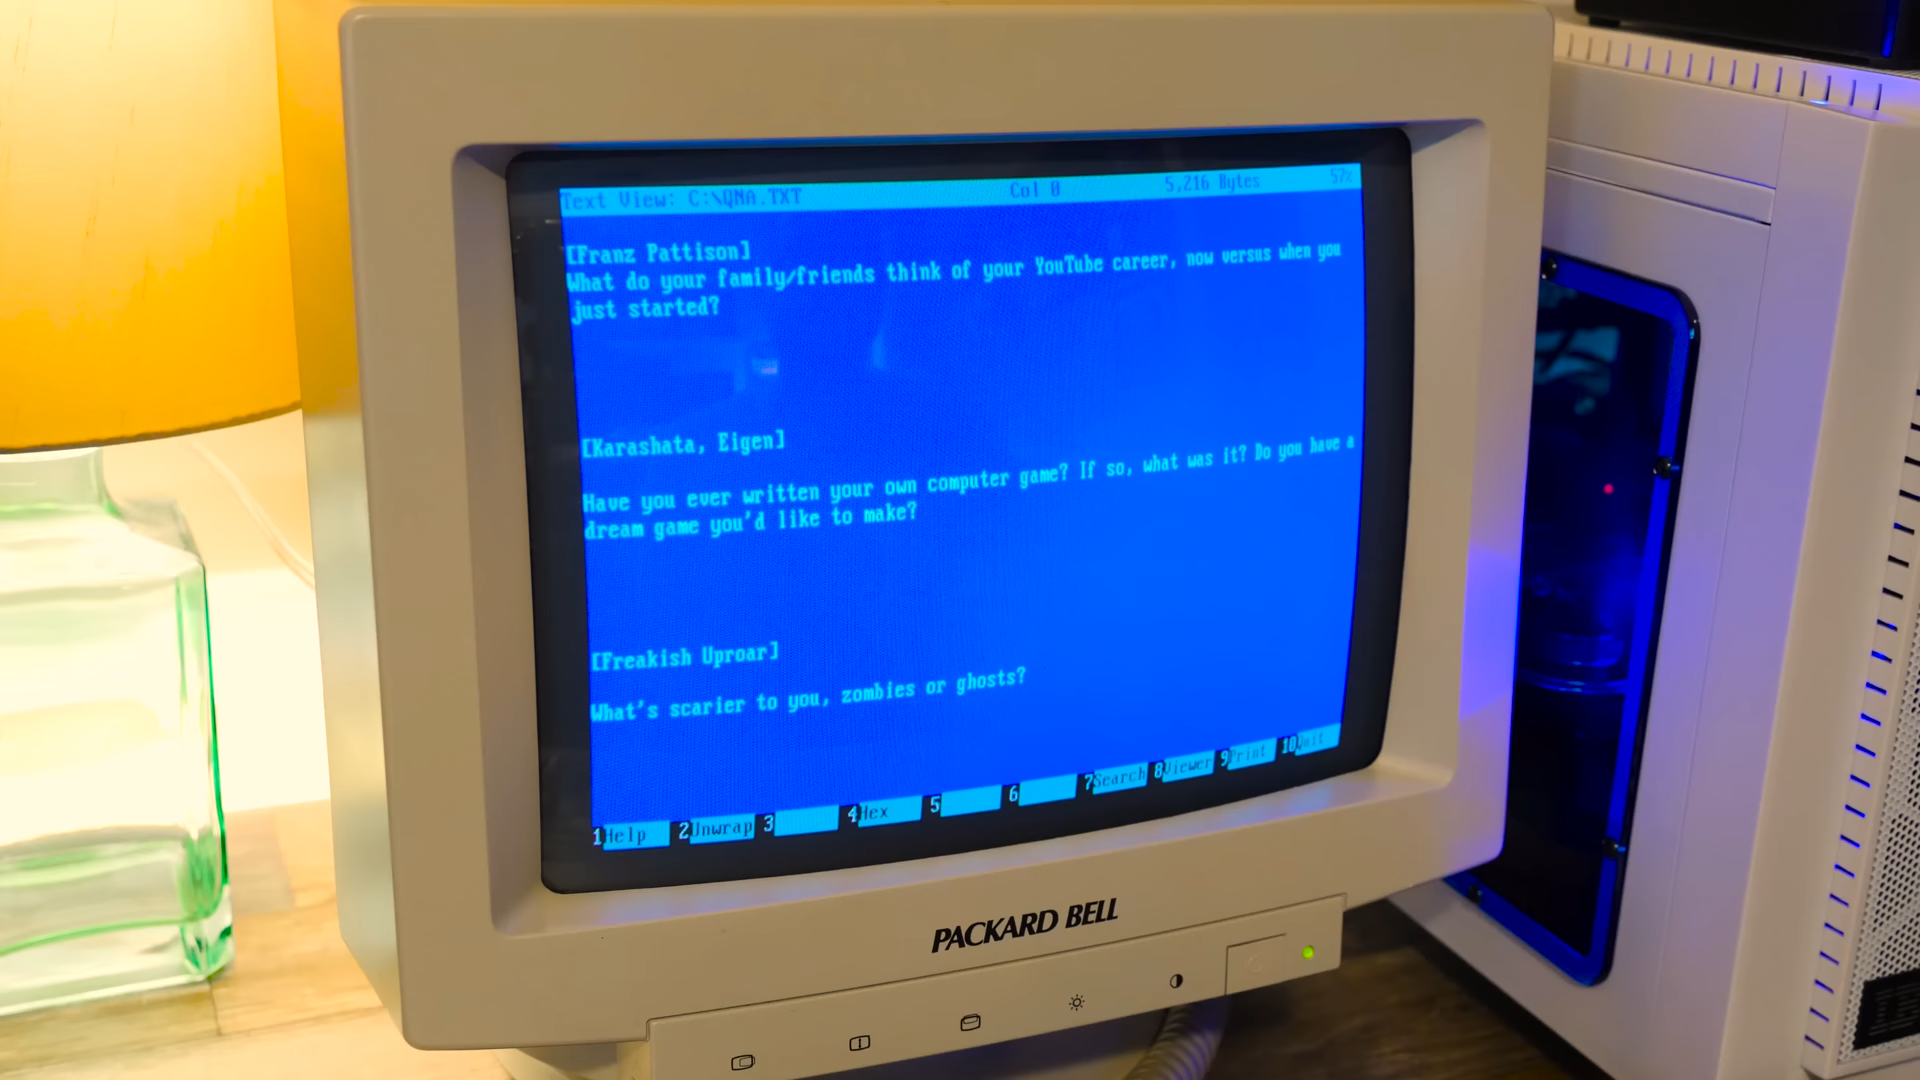 Text View: C:\QNA.TXT Col 0 5,216 Bytes 57%
[Franz Pattison]
What do your family/friends think of your YouTube career, now versus when you
just started?
[Karashata, Eigen]
Have you ever written your own computer game? If so, what was it? Do you have a
dream game you'd like to make?
[Freakish Uproar]
What's scarier to you, zombies or ghosts?
1Help 2Unwrap 3 4Hex 5 6 7Search 8Viewer 9Print 10Quit
PACKARD BELL